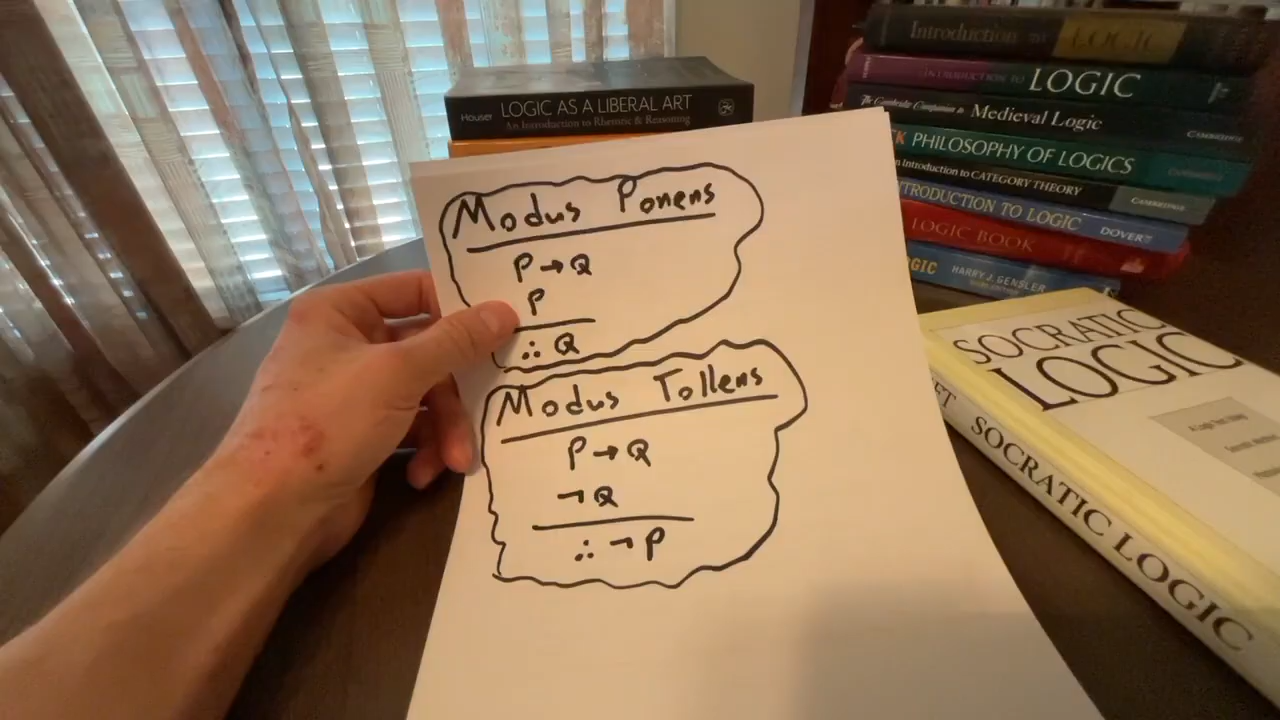 Introduction to LOGIC
INTRODUCTION TO LOGIC
The Cambridge Companion to Medieval Logic CAMBRIDGE
PHILOSOPHY OF LOGICS CAMBRIDGE
An Introduction to CATEGORY THEORY CAMBRIDGE
INTRODUCTION TO LOGIC DOVER
LOGIC BOOK
LOGIC HARRY J. GENSLER
Houser LOGIC AS A LIBERAL ART
An Introduction to Rhetoric & Reasoning
Modus Ponens
P → Q
P
∴ Q
Modus Tollens
P → Q
¬Q
∴ ¬P
SOCRATIC
LOGIC
SOCRATIC LOGIC